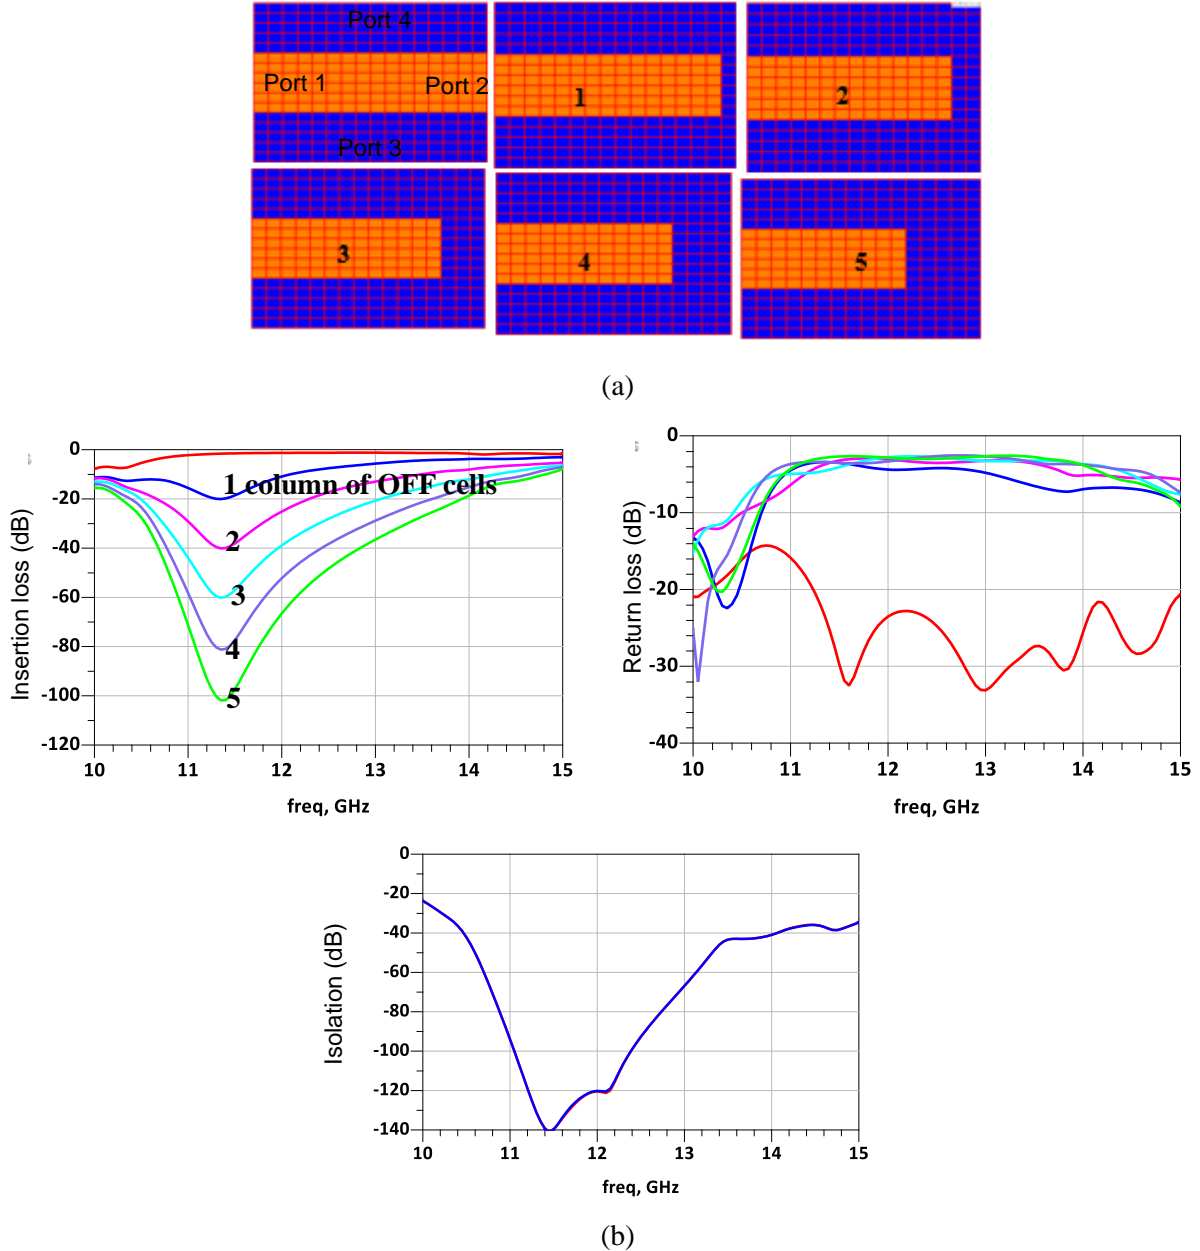 Port 4
Port 1
Port 2
Port 3
1
2
3
4
5
(a)
Insertion loss (dB)
0
-20
-40
-60
-80
-100
-120
1 column of OFF cells
2
3
4
5
10 11 12 13 14 15
freq, GHz
Return loss (dB)
0
-10
-20
-30
-40
10 11 12 13 14 15
freq, GHz
Isolation (dB)
0
-20
-40
-60
-80
-100
-120
-140
10 11 12 13 14 15
freq, GHz
(b)